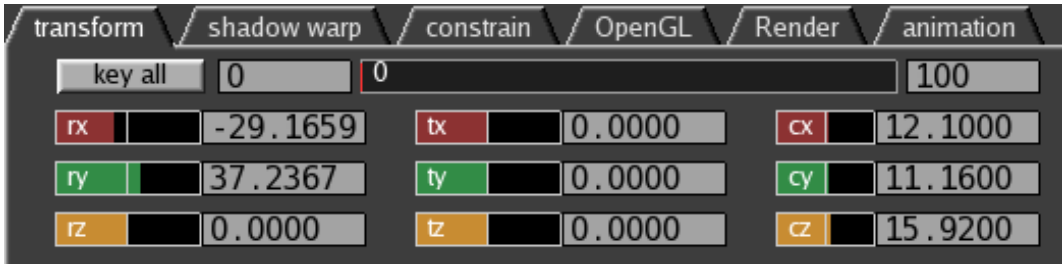 transform shadow warp constrain OpenGL Render animation
key all 0 0 100
rx -29.1659 tx 0.0000 cx 12.1000
ry 37.2367 ty 0.0000 cy 11.1600
rz 0.0000 tz 0.0000 cz 15.9200